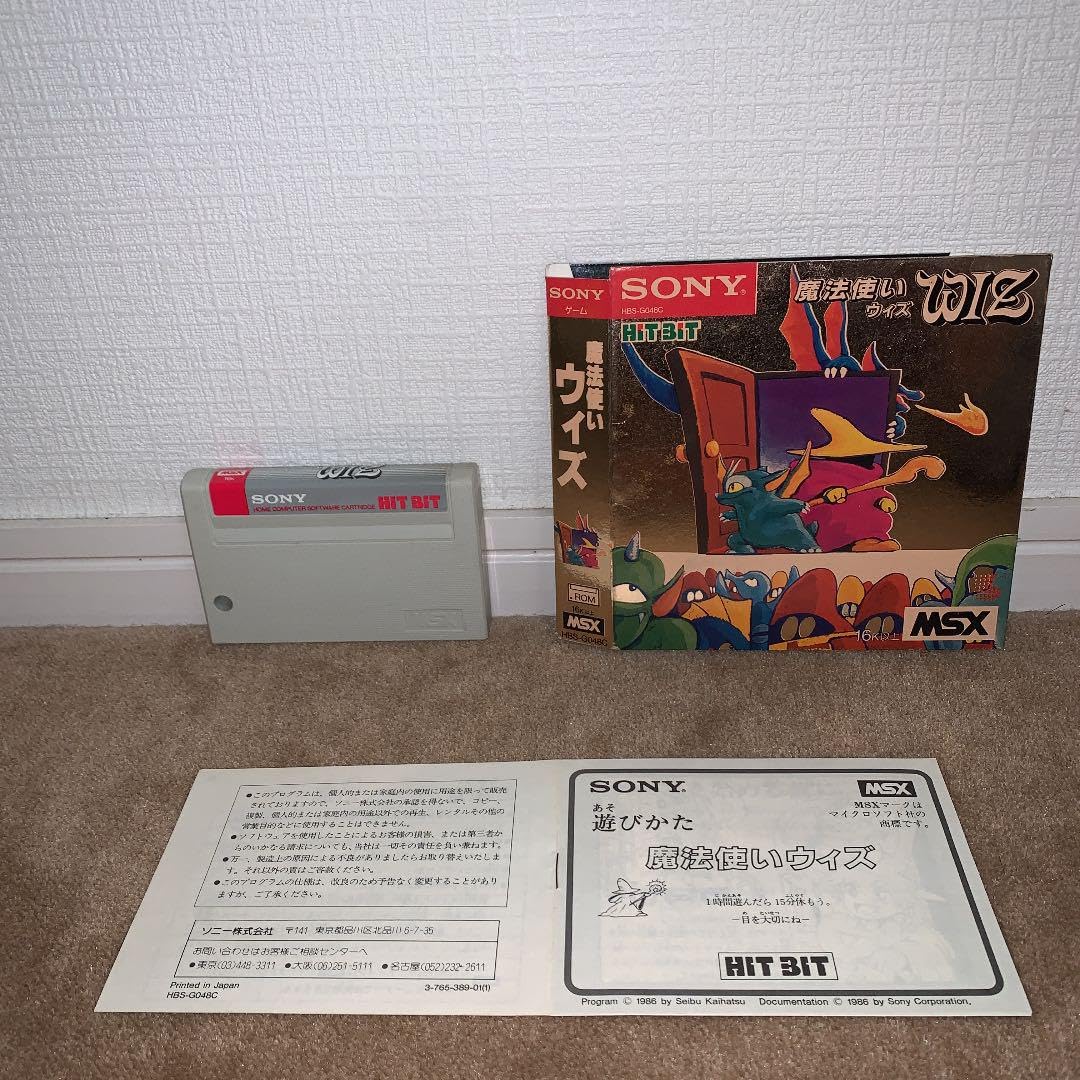 MSX
SONY
WIZ
HOME COMPUTER SOFTWARE CARTRIDGE
HIT BIT
MSX
SONY
ゲーム
魔法使い
ウィズ
ROM
16K以上
MSX
HBS-G048C
SONY
HBS-G048C
HIT BIT
魔法使い
ウィズ
WIZ
16K以上
MSX
●このプログラムは、個人的または家庭内の使用に用途を限って販売
されておりますので、ソニー株式会社の承認を得ないで、コピー、
複製、個人的または家庭内の用途以外での再生、レンタルその他の
営業目的などに使用することはできません。
●ソフトウェアを使用したことによるお客様の損害、または第三者か
らのいかなる請求についても、当社は一切その責任を負い兼ねます。
●万一、製造上の原因による不良がありましたらお取り替えいたしま
す。それ以外の責はご容赦ください。
●このプログラムの仕様は、改良のため予告なく変更することがあり
ますが、ご了承ください。
ソニー株式会社 〒141 東京都品川区北品川6-7-35
お問い合わせはお客様ご相談センターへ
●東京(03)448-3311 ●大阪(06)251-5111 ●名古屋(052)232-2611
Printed in Japan
HBS-G048C
3-765-389-01(1)
SONY
MSX
MSXマークは
マイクロソフト社の
商標です。
あそ
遊びかた
魔法使いウィズ
1時間遊んだら15分休もう。
－目を大切にね－
HIT BIT
Program © 1986 by Seibu Kaihatsu Documentation © 1986 by Sony Corporation.